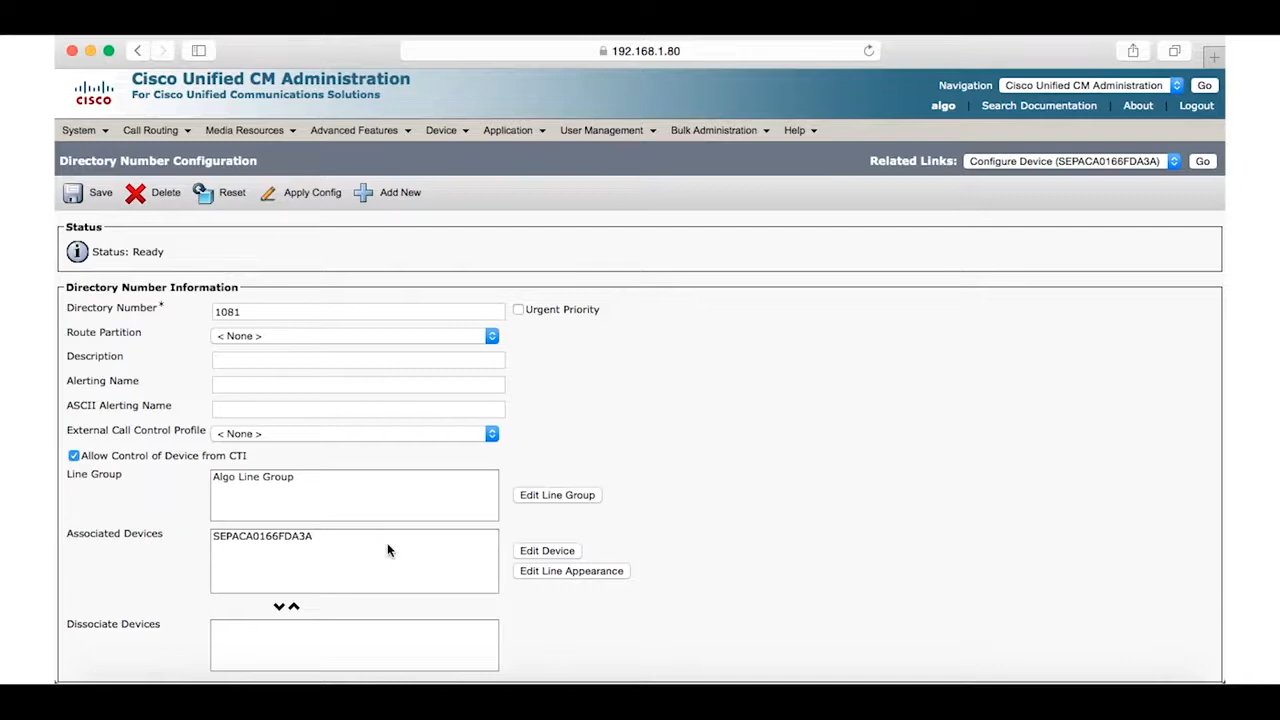 192.168.1.80
Cisco Unified CM Administration
For Cisco Unified Communications Solutions
CISCO
Navigation Cisco Unified CM Administration Go
algo | Search Documentation | About | Logout
System Call Routing Media Resources Advanced Features Device Application User Management Bulk Administration Help
Directory Number Configuration
Related Links: Configure Device (SEPACA0166FDA3A) Go
Save Delete Reset Apply Config Add New
Status
i Status: Ready
Directory Number Information
Directory Number* 1081 Urgent Priority
Route Partition < None >
Description
Alerting Name
ASCII Alerting Name
External Call Control Profile < None >
Allow Control of Device from CTI
Line Group Algo Line Group Edit Line Group
Associated Devices SEPACA0166FDA3A Edit Device
Edit Line Appearance
Dissociate Devices